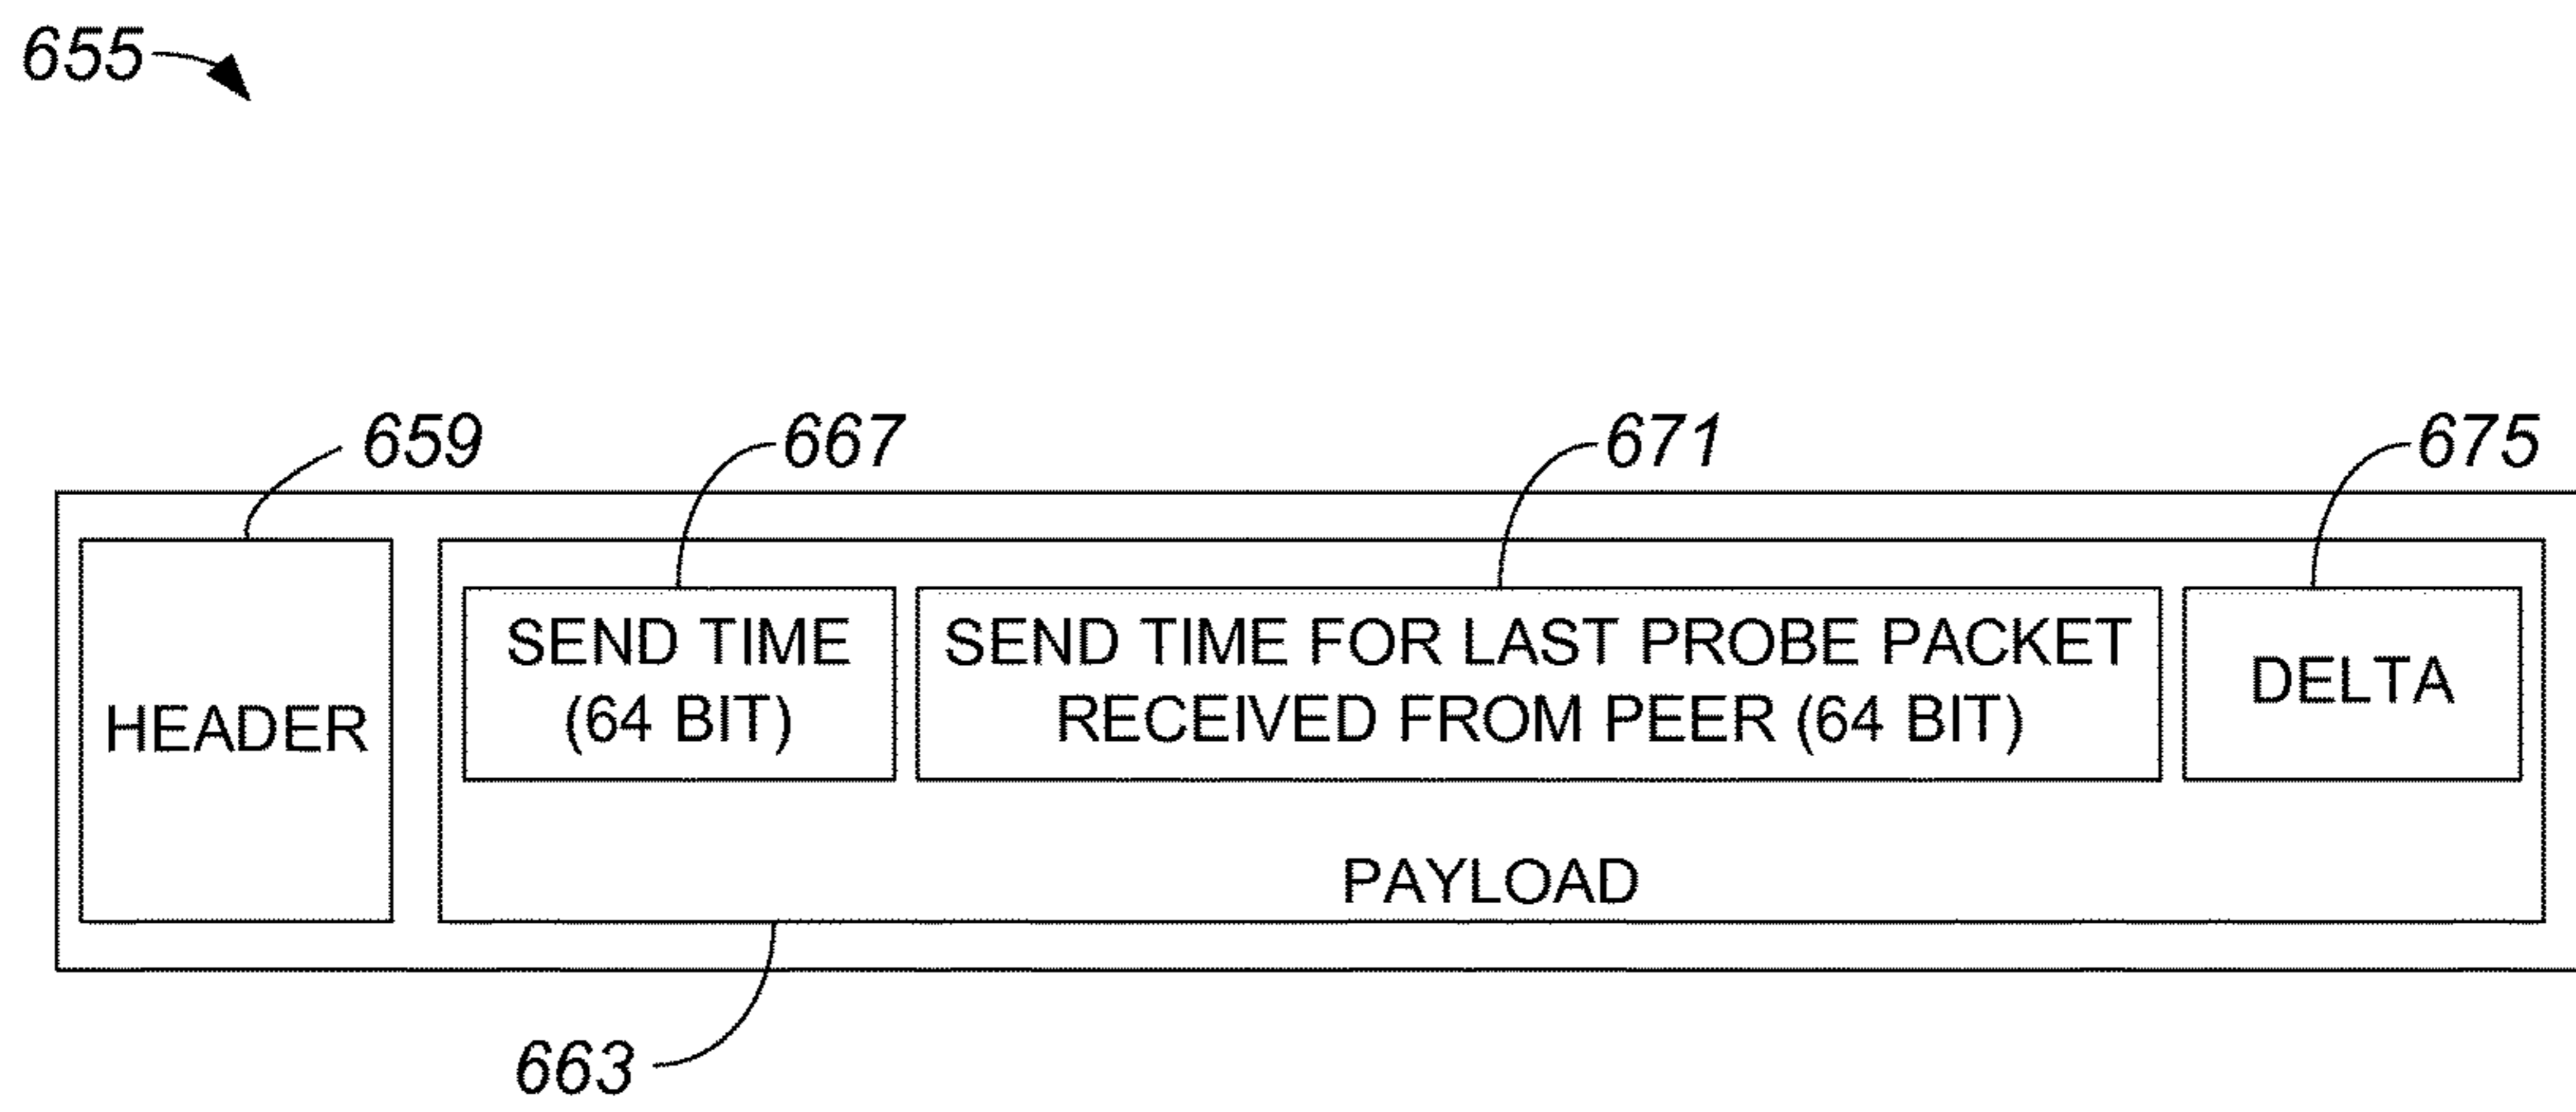 655
659
667
671
675
HEADER
SEND TIME
(64 BIT)
SEND TIME FOR LAST PROBE PACKET
RECEIVED FROM PEER (64 BIT)
DELTA
PAYLOAD
663